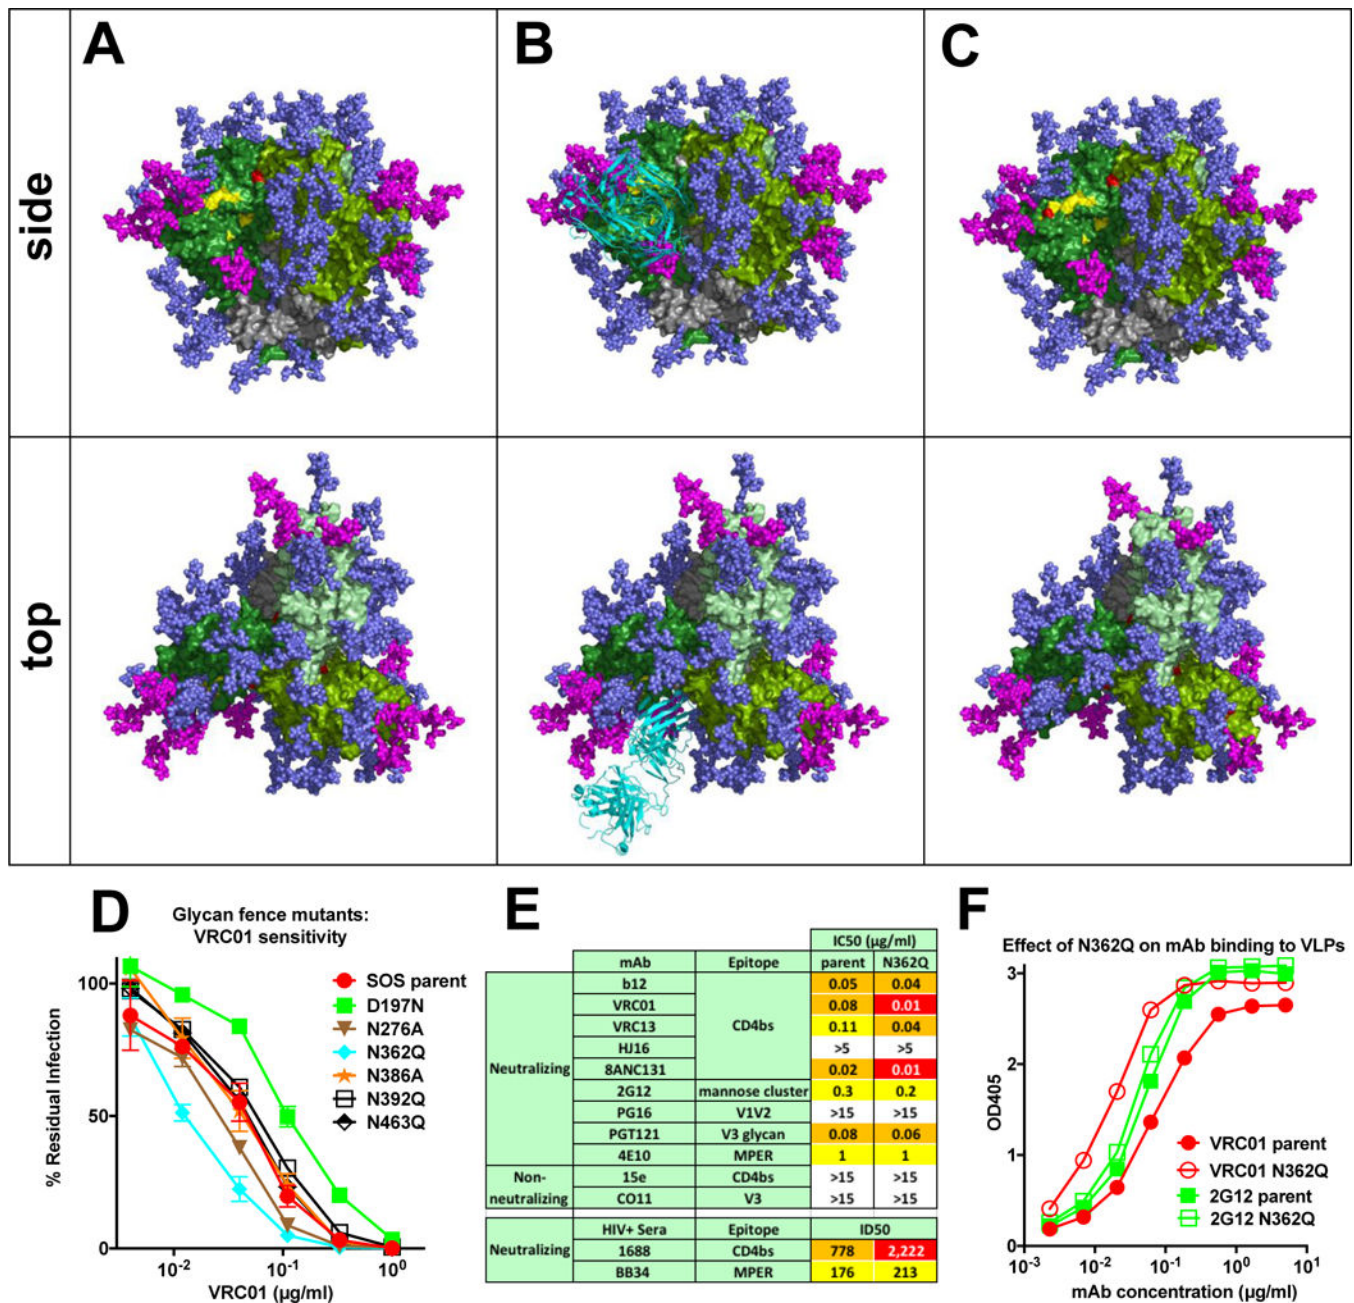 A
B
C
side
top
D
Glycan fence mutants:
VRC01 sensitivity
% Residual Infection
100
50
0
10-2
10-1
100
VRC01 (µg/ml)
SOS parent
D197N
N276A
N362Q
N386A
N392Q
N463Q
E
IC50 (µg/ml)
mAb Epitope parent N362Q
Neutralizing
b12 CD4bs 0.05 0.04
VRC01 0.08 0.01
VRC13 0.11 0.04
HJ16 >5 >5
8ANC131 0.02 0.01
2G12 mannose cluster 0.3 0.2
PG16 V1V2 >15 >15
PGT121 V3 glycan 0.08 0.06
4E10 MPER 1 1
Non-
neutralizing
15e CD4bs >15 >15
CO11 V3 >15 >15
HIV+ Sera Epitope ID50
Neutralizing
1688 CD4bs 778 2,222
BB34 MPER 176 213
F
Effect of N362Q on mAb binding to VLPs
OD405
3
2
1
0
10-3
10-2
10-1
100
101
mAb concentration (µg/ml)
VRC01 parent
VRC01 N362Q
2G12 parent
2G12 N362Q